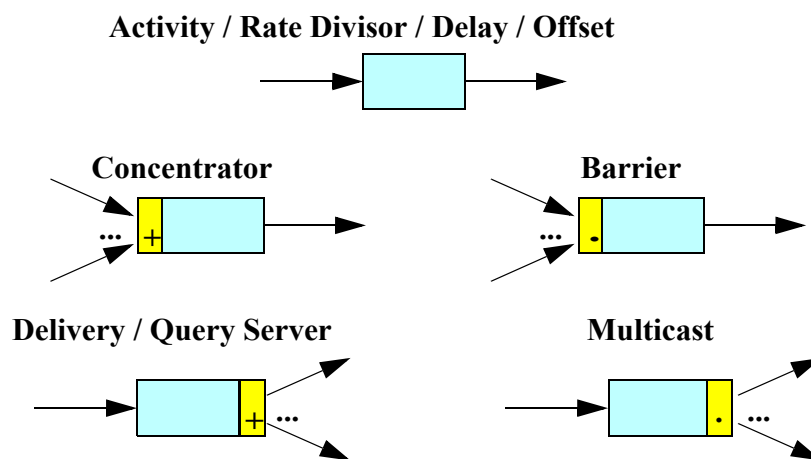 Activity / Rate Divisor / Delay / Offset
Concentrator
Barrier
... +
... •
Delivery / Query Server
Multicast
+ ...
· ...